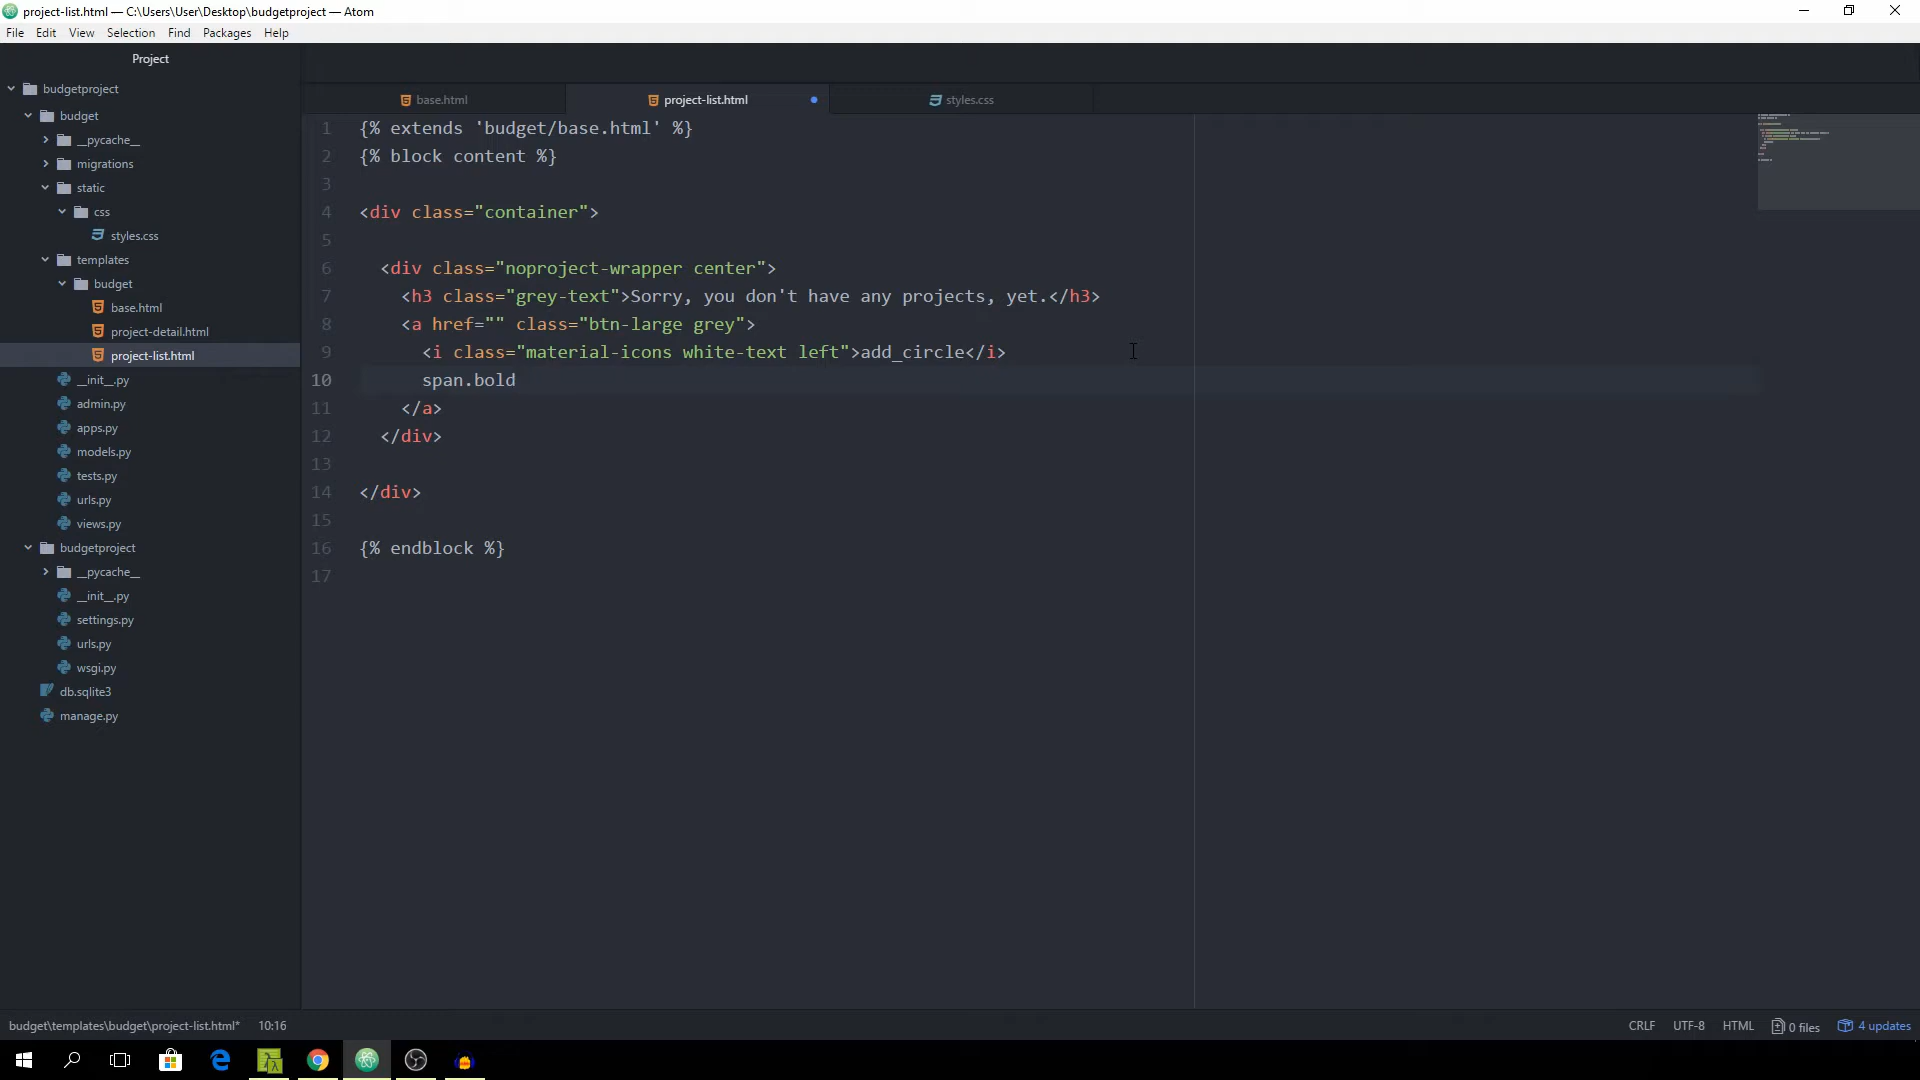 project-list.html — C:\Users\User\Desktop\budgetproject — Atom
File Edit View Selection Find Packages Help
Project
budgetproject
budget
__pycache__
migrations
static
css
styles.css
templates
budget
base.html
project-detail.html
project-list.html
__init__.py
admin.py
apps.py
models.py
tests.py
urls.py
views.py
budgetproject
__pycache__
__init__.py
settings.py
urls.py
wsgi.py
db.sqlite3
manage.py
base.html project-list.html styles.css
1 {% extends 'budget/base.html' %}
2 {% block content %}
3
4 <div class="container">
5
6 <div class="noproject-wrapper center">
7 <h3 class="grey-text">Sorry, you don't have any projects, yet.</h3>
8 <a href="" class="btn-large grey">
9 <i class="material-icons white-text left">add_circle</i>
10 span.bold
11 </a>
12 </div>
13
14 </div>
15
16 {% endblock %}
17
budget\templates\budget\project-list.html* 10:16 CRLF UTF-8 HTML 0 files 4 updates